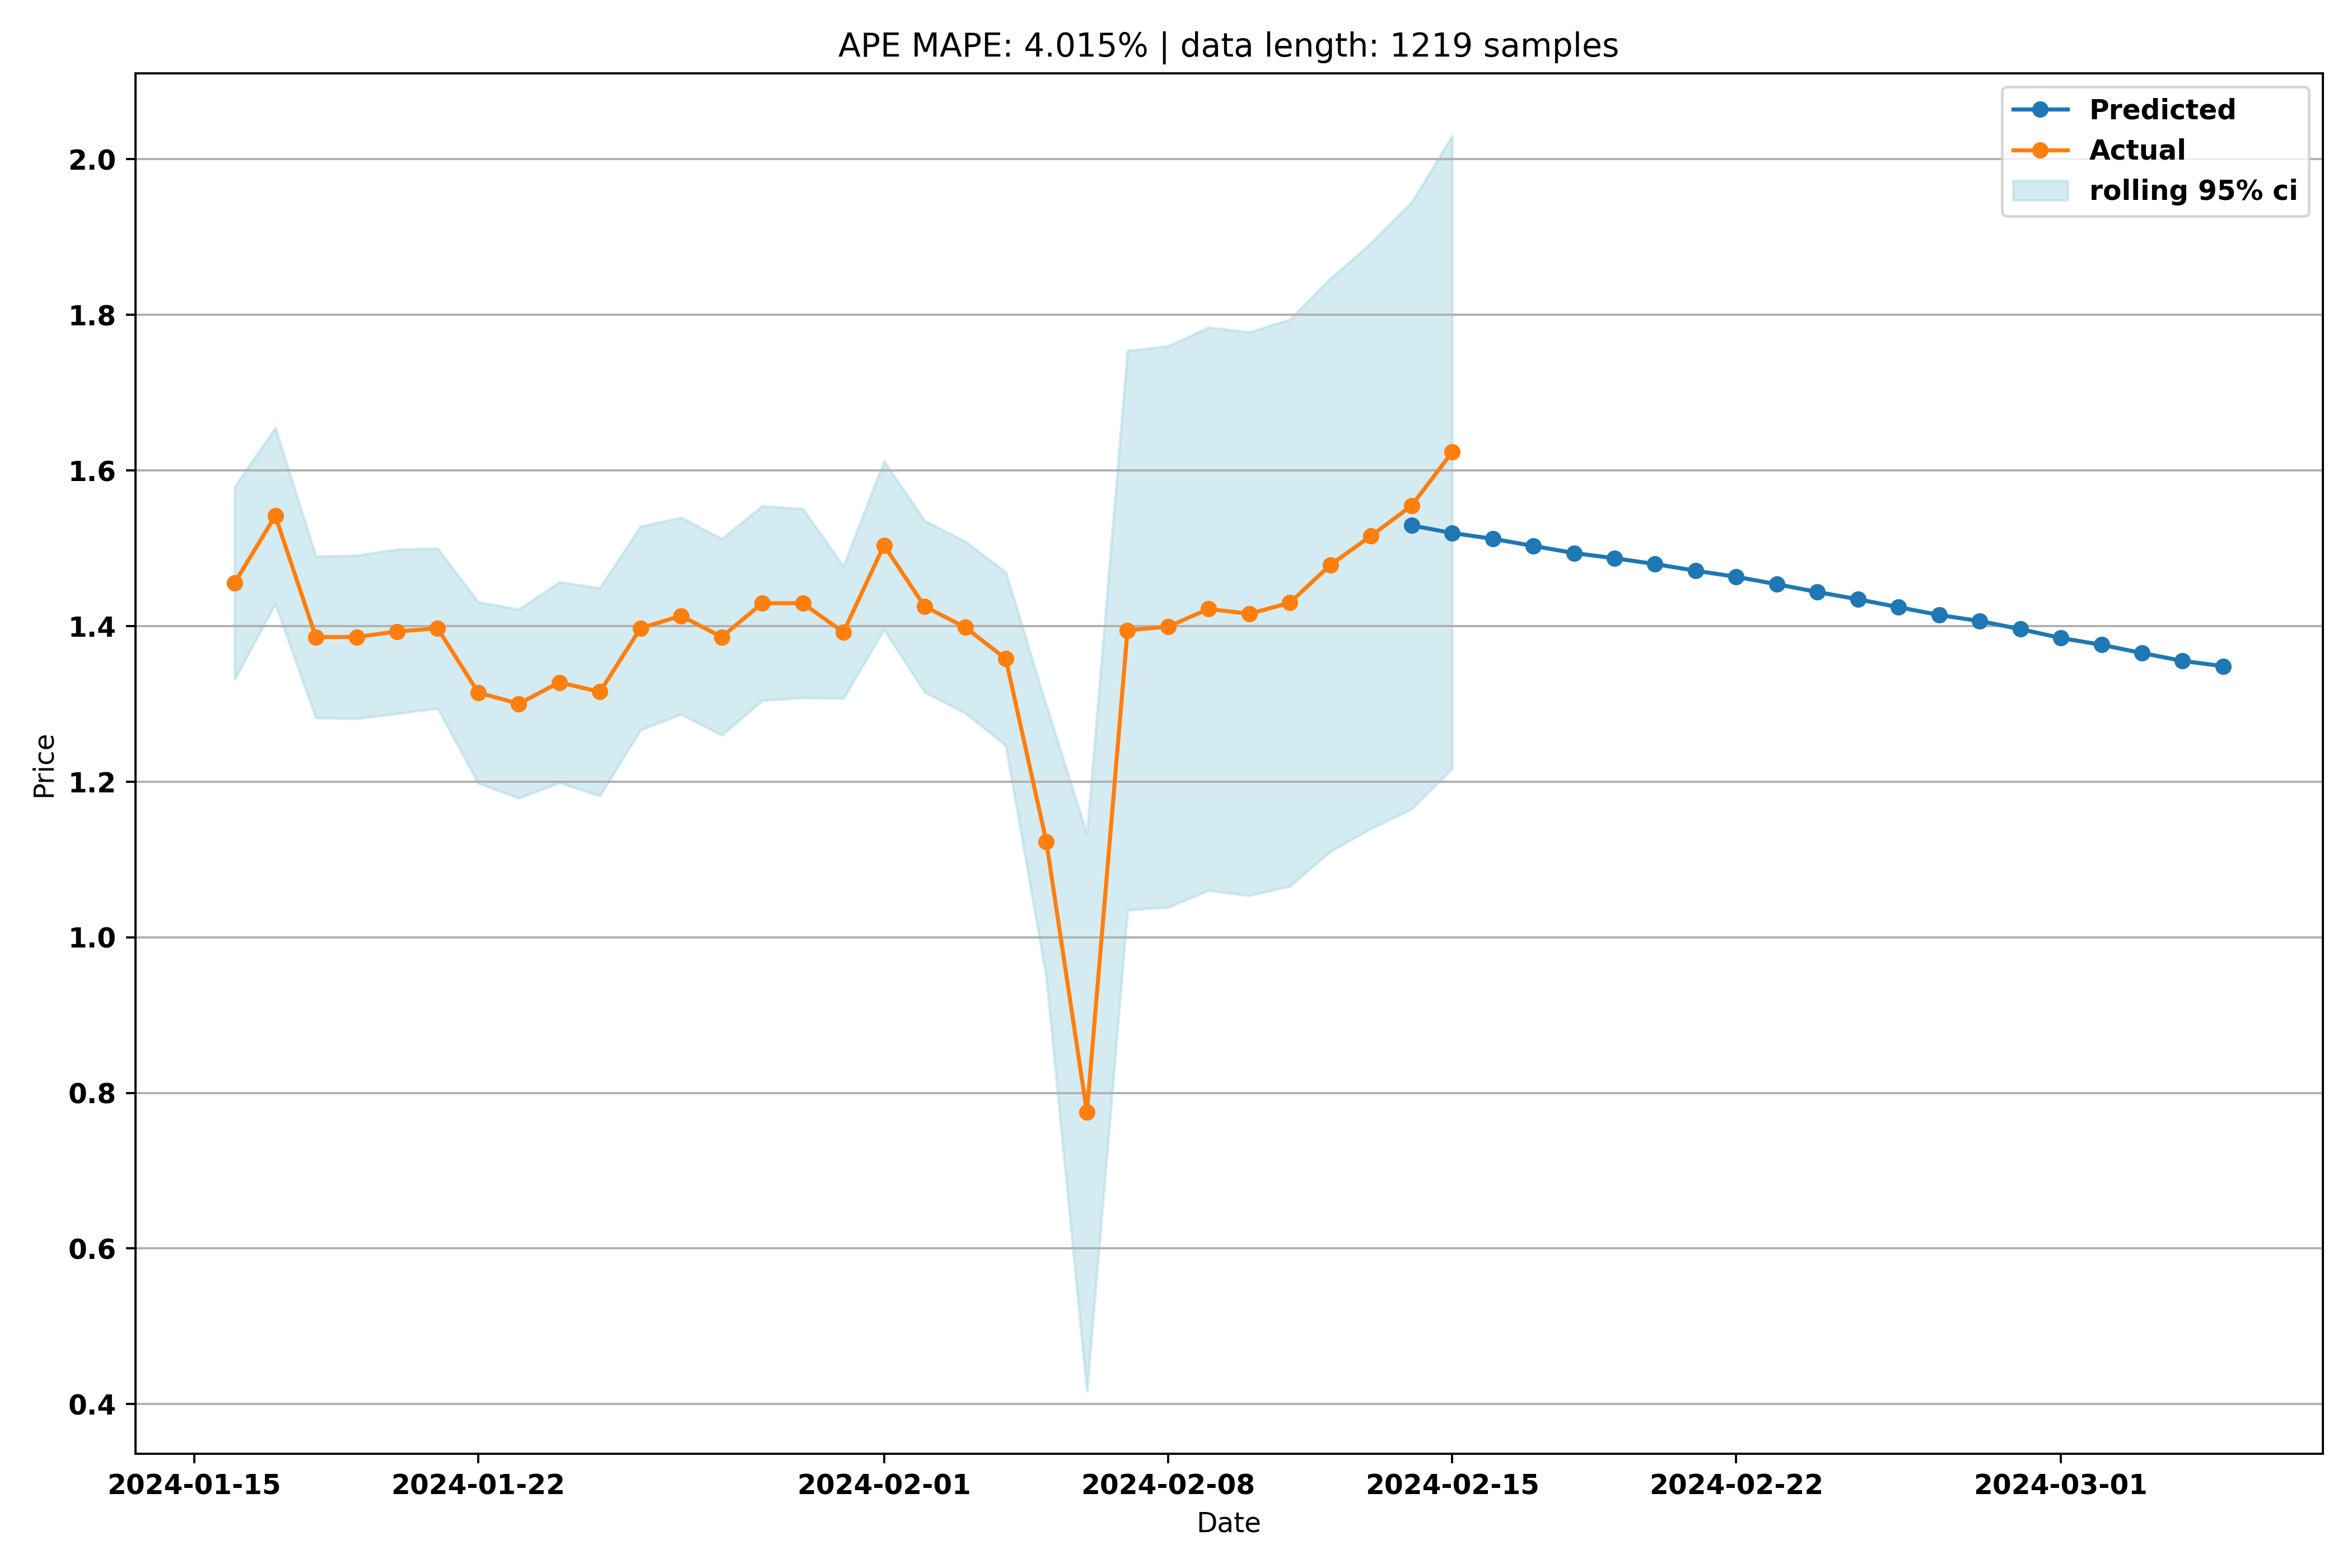 APE MAPE: 4.015% | data length: 1219 samples
Predicted
Actual
rolling 95% ci
2.0
1.8
1.6
1.4
1.2
1.0
0.8
0.6
0.4
Price
2024-01-15
2024-01-22
2024-02-01
2024-02-08
2024-02-15
2024-02-22
2024-03-01
Date